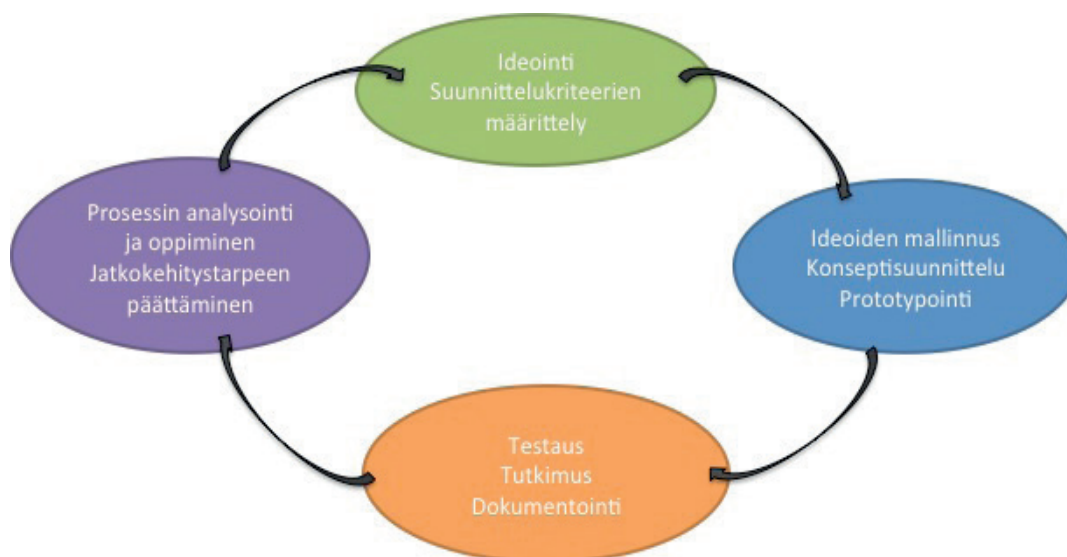 Ideointi
Suunnittelukriteerien
määrittely
Ideoiden mallinnus
Konseptisuunnittelu
Prototypointi
Testaus
Tutkimus
Dokumentointi
Prosessin analysointi
ja oppiminen
Jatkokehitystarpeen
päättäminen